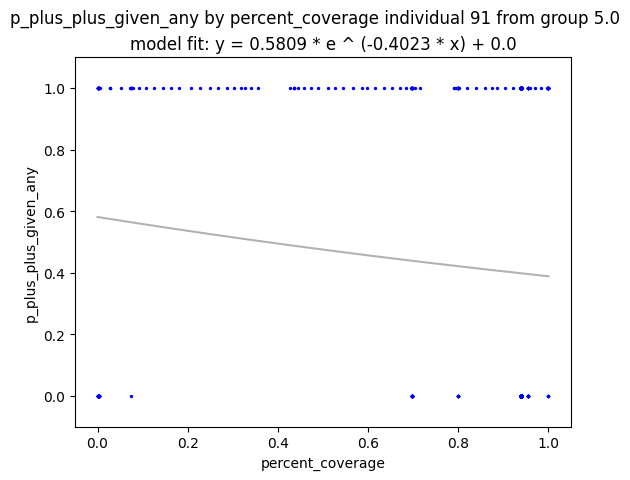 p_plus_plus_given_any by percent_coverage individual 91 from group 5.0
model fit: y = 0.5809 * e ^ (-0.4023 * x) + 0.0
1.0
0.8
0.6
0.4
0.2
0.0
p_plus_plus_given_any
0.0 0.2 0.4 0.6 0.8 1.0
percent_coverage